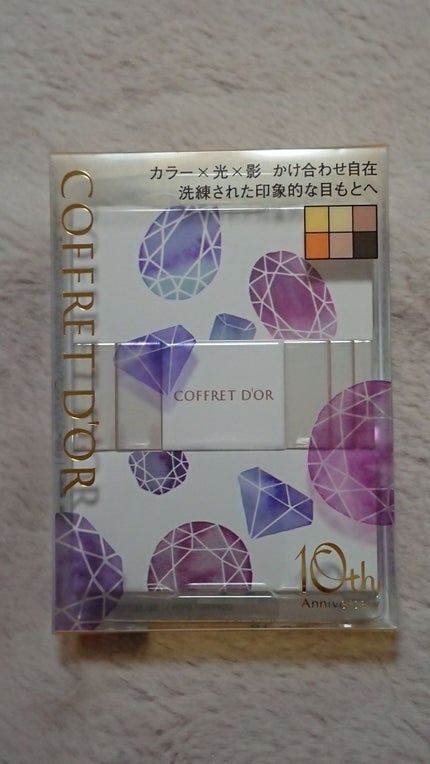 カラー×光×影 かけ合わせ自在
洗練された印象的な目もとへ
COFFRET D'OR
COFFRET D'OR
10th
Anniversary